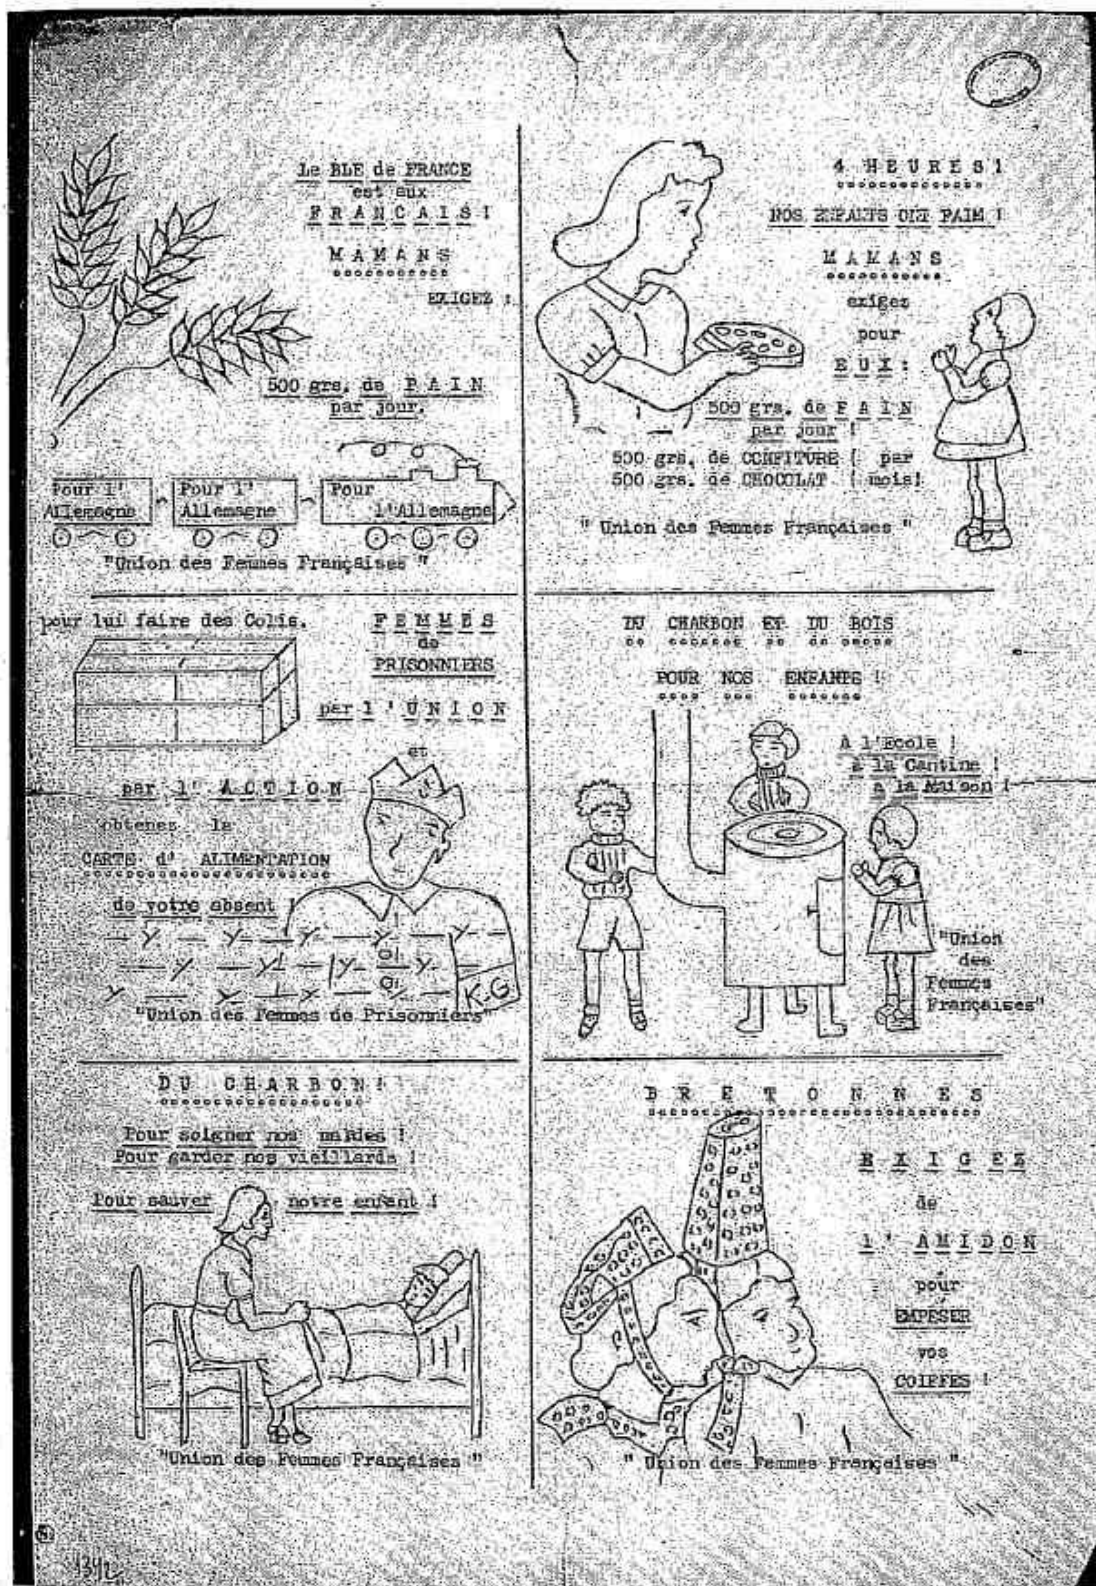 Le BLE de FRANCE
est aux
FRANCAIS !
MAMANS
EXIGEZ :
500 grs. de PAIN
par jour.
Pour l'
Allemagne
Pour l'
Allemagne
Pour
l'Allemagne
"Union des Femmes Françaises "
4 HEURES !
NOS ENFANTS ONT FAIM !
MAMANS
exigez
pour
EUX :
500 grs. de PAIN
par jour !
500 grs. de CONFITURE ( par
500 grs. de CHOCOLAT ( mois!
" Union des Femmes Françaises "
pour lui faire des Colis.
FEMMES
de
PRISONNIERS
par l'UNION
et
par l'ACTION
obtenez la
CARTE d' ALIMENTATION
de votre absent !
K-G
"Union des Femmes de Prisonniers"
DU CHARBON ET DU BOIS
POUR NOS ENFANTS !
A l'Ecole !
à la Cantine !
a la Maison !
"Union
des
Femmes
Françaises"
DU CHARBON !
Pour soigner nos malades !
Pour garder nos vieillards !
Pour sauver notre enfant !
"Union des Femmes Françaises "
BRETONNES
EXIGEZ
de
l' AMIDON
pour
EMPESER
vos
COIFFES !
" Union des Femmes Françaises "